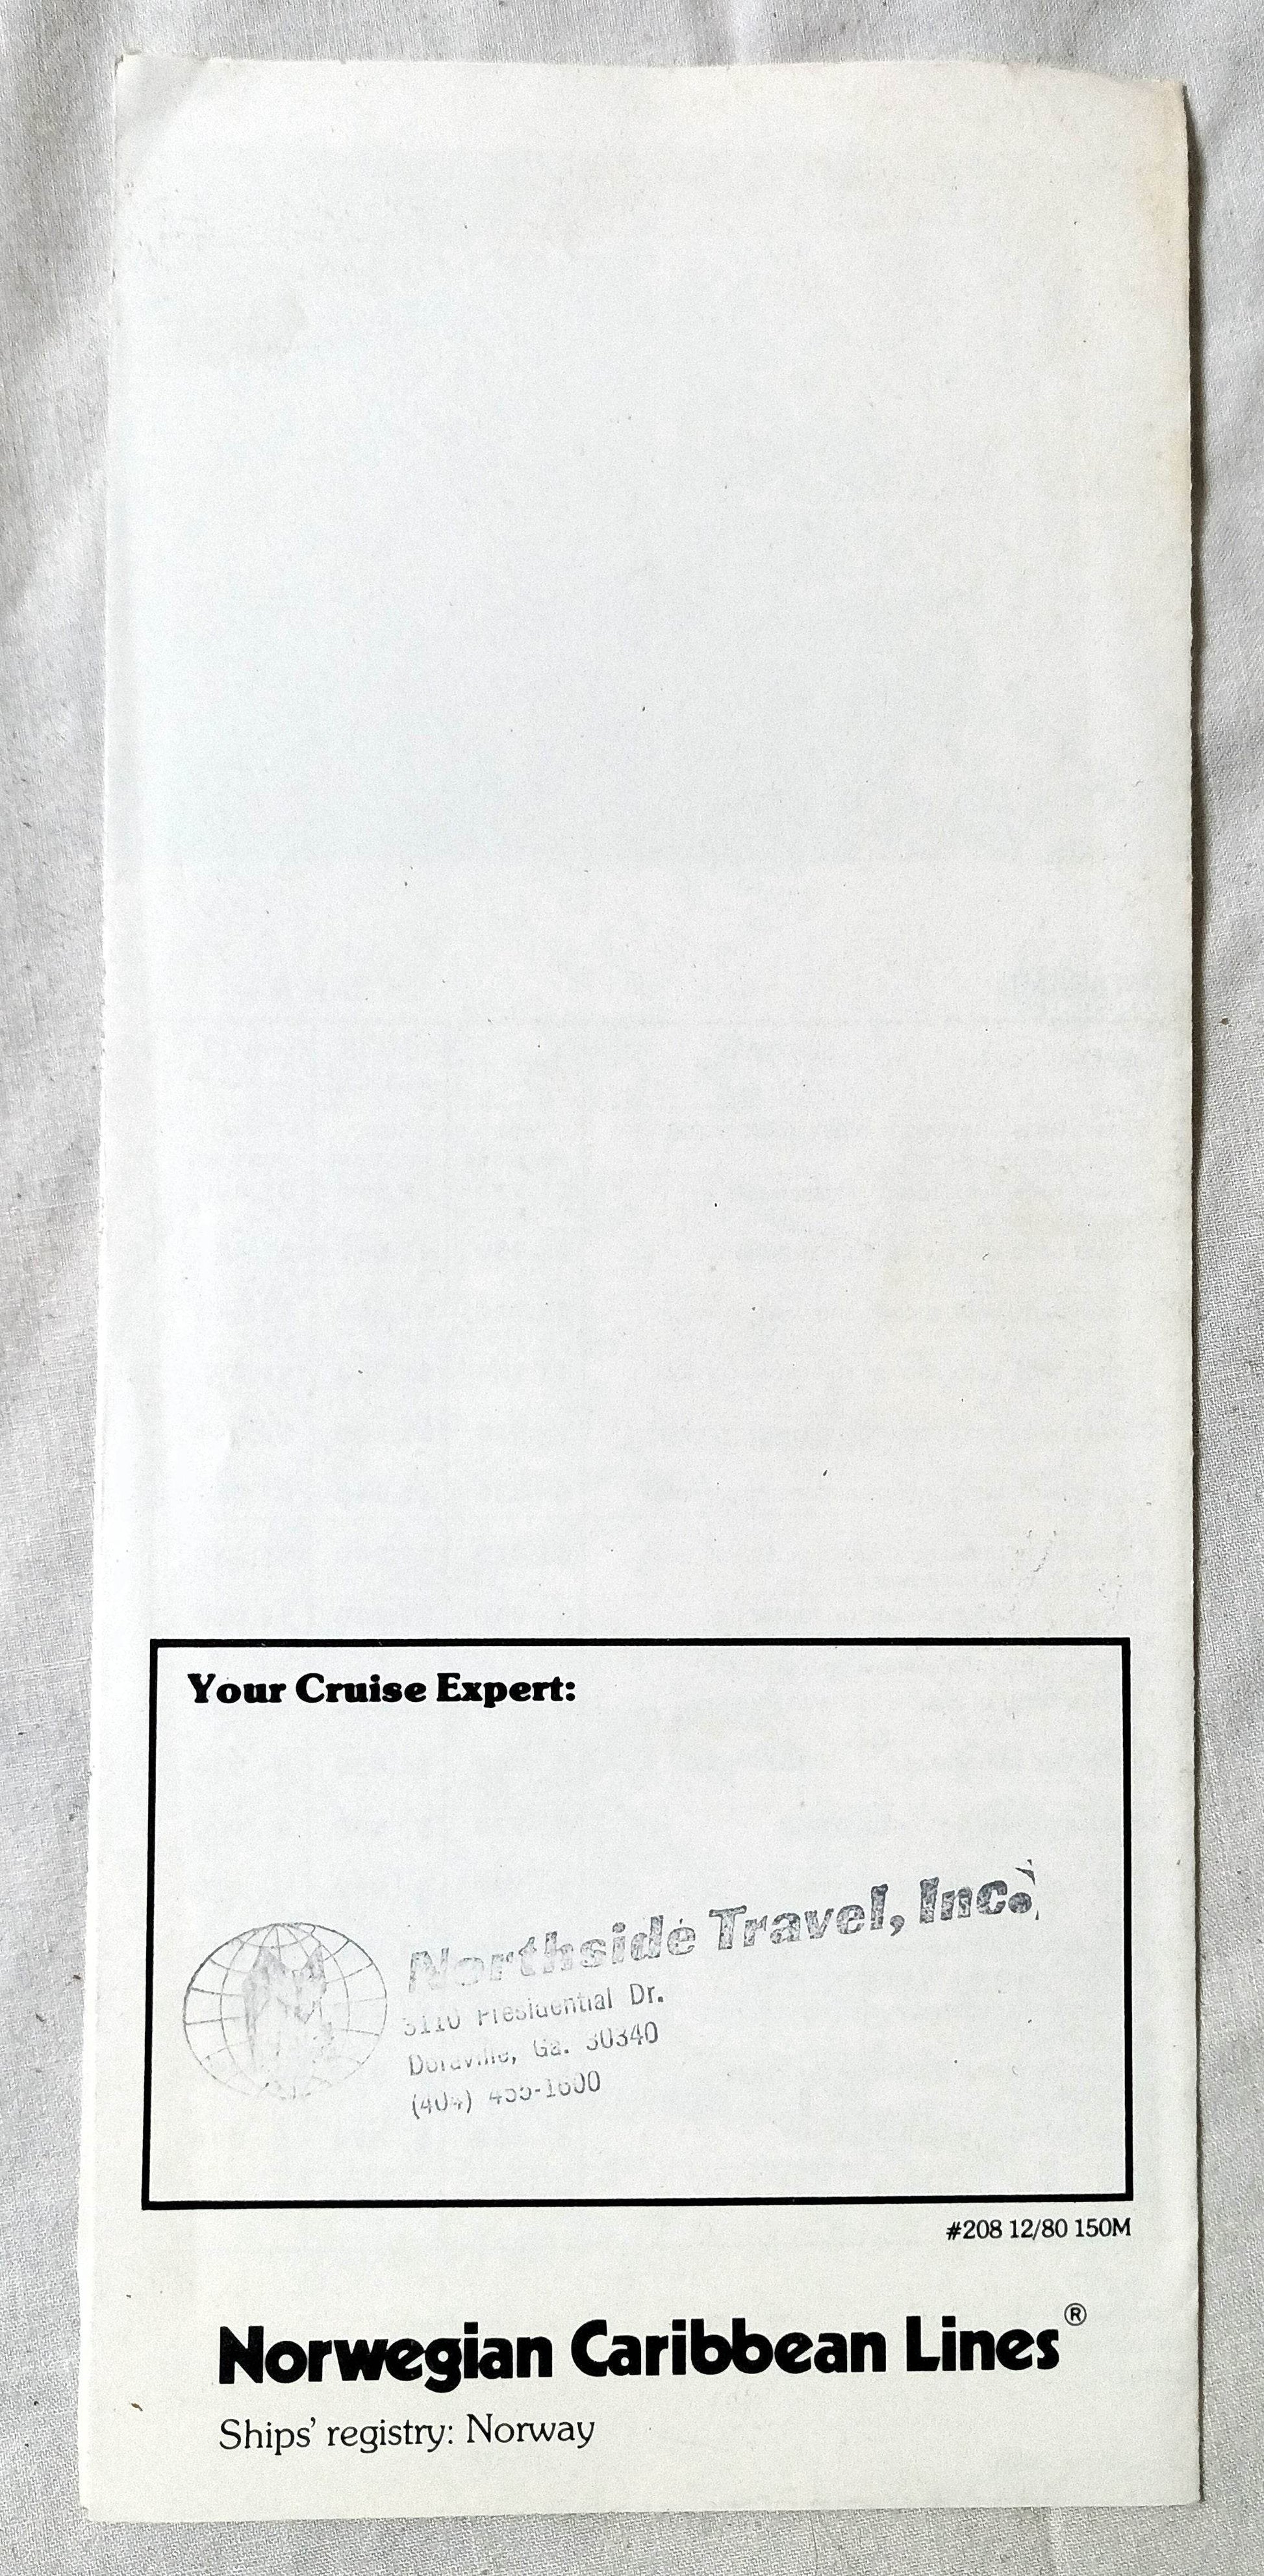 Your Cruise Expert:
Northside Travel, Inc.
Presidential Dr.
Doraville, Ga. 30340
(404)
#208 12/80 150M
Norwegian Caribbean Lines®
Ships' registry: Norway